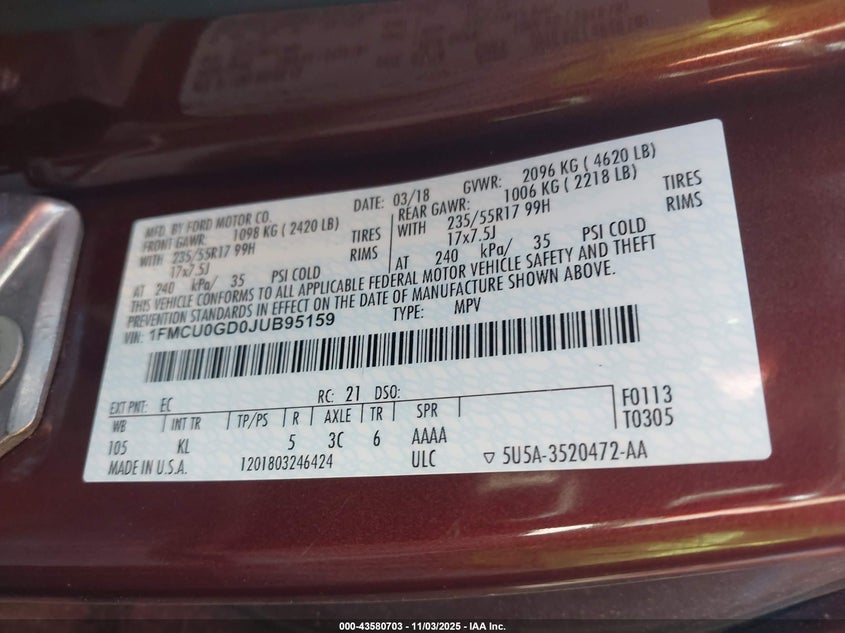 MFD. BY FORD MOTOR CO. DATE: 03/18 GVWR: 2096 KG ( 4620 LB)
FRONT GAWR: 1098 KG ( 2420 LB) REAR GAWR: 1006 KG ( 2218 LB)
WITH 235/55R17 99H TIRES WITH 235/55R17 99H TIRES
17x7.5J RIMS 17x7.5J RIMS
AT 240 kPa/ 35 PSI COLD AT 240 kPa/ 35 PSI COLD
THIS VEHICLE CONFORMS TO ALL APPLICABLE FEDERAL MOTOR VEHICLE SAFETY AND THEFT
PREVENTION STANDARDS IN EFFECT ON THE DATE OF MANUFACTURE SHOWN ABOVE.
VIN: 1FMCU0GD0JUB95159 TYPE: MPV
EXT PNT: EC RC: 21 DSO: F0113
WB INT TR TP/PS R AXLE TR SPR T0305
105 KL 5 3C 6 AAAA
MADE IN U.S.A. 1201803246424 ULC ▽ 5U5A-3520472-AA
000-43580703 - 11/03/2025 - IAA Inc.